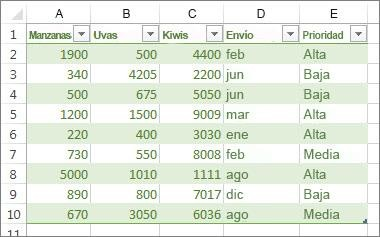 A B C D E
1 Manzanas Uvas Kiwis Envío Prioridad
2 1900 500 4400 feb Alta
3 340 4205 2200 jun Baja
4 500 675 5050 jun Baja
5 1200 1500 9009 mar Alta
6 220 400 3030 ene Alta
7 730 550 8008 feb Media
8 5000 1010 1111 ago Alta
9 890 800 7017 dic Baja
10 670 3050 6036 ago Media
11